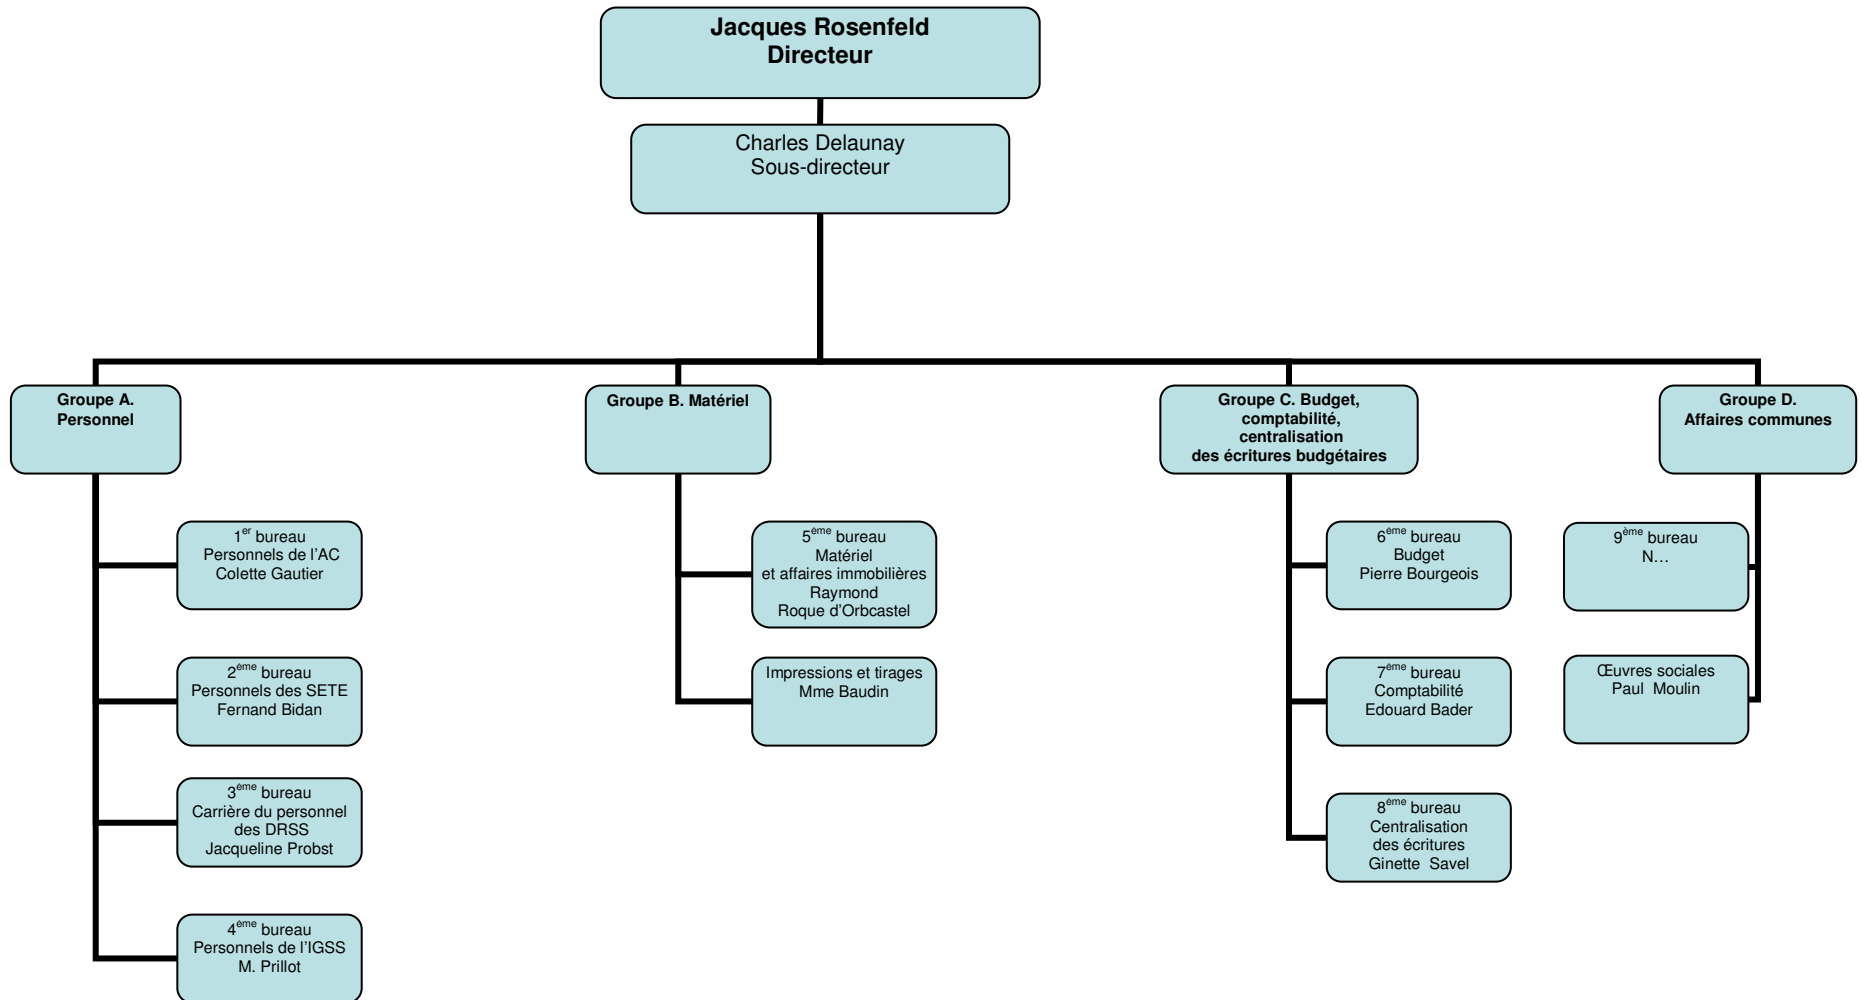 Jacques Rosenfeld
Directeur
Charles Delaunay
Sous-directeur
Groupe A.
Personnel
1er bureau
Personnels de l'AC
Colette Gautier
2ème bureau
Personnels des SETE
Fernand Bidan
3ème bureau
Carrière du personnel
des DRSS
Jacqueline Probst
4ème bureau
Personnels de l'IGSS
M. Prillot
Groupe B. Matériel
5ème bureau
Matériel
et affaires immobilières
Raymond
Roque d'Orbcastel
Impressions et tirages
Mme Baudin
Groupe C. Budget,
comptabilité,
centralisation
des écritures budgétaires
6ème bureau
Budget
Pierre Bourgeois
7ème bureau
Comptabilité
Edouard Bader
8ème bureau
Centralisation
des écritures
Ginette Savel
Groupe D.
Affaires communes
9ème bureau
N…
Œuvres sociales
Paul Moulin